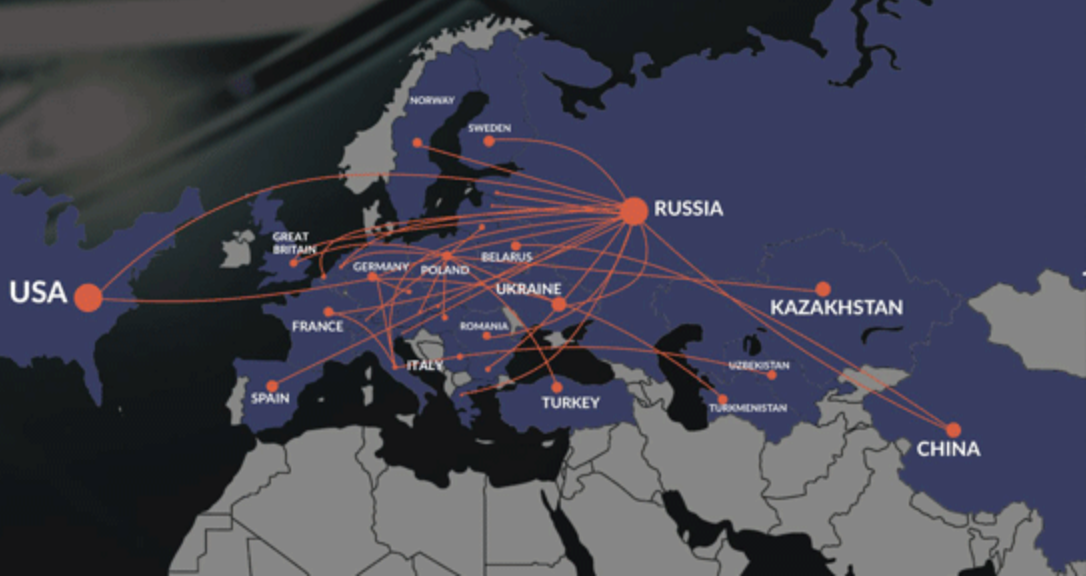 NORWAY
SWEDEN
RUSSIA
GREAT
BRITAIN
BELARUS
GERMANY
POLAND
USA
UKRAINE
KAZAKHSTAN
FRANCE
ROMANIA
ITALY
UZBEKISTAN
SPAIN
TURKEY
TURKMENISTAN
CHINA